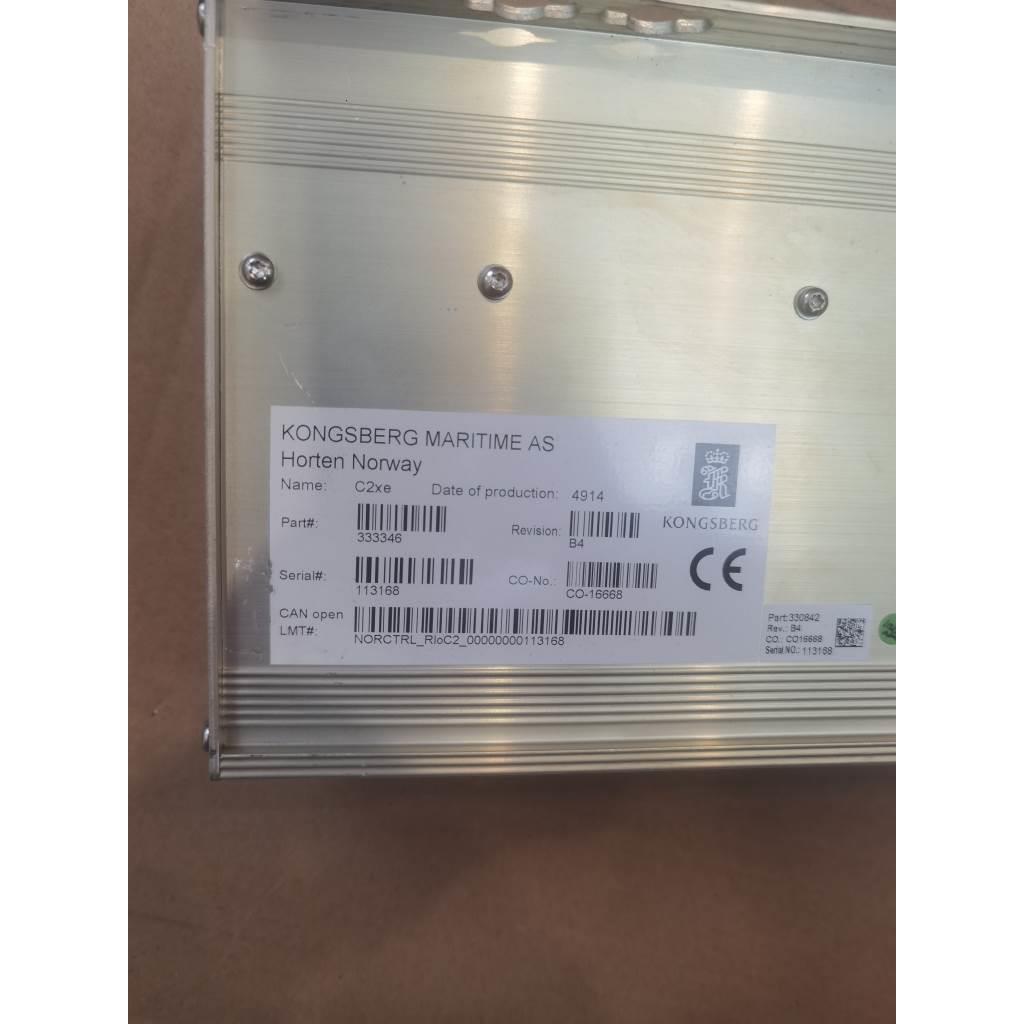 KONGSBERG MARITIME AS
Horten Norway
Name: C2xe Date of production: 4914
Part#: 333346 Revision: B4
KONGSBERG
Serial#: 113168 CO-No.: CO-16668
CE
CAN open
LMT#: NORCTRL_RIoC2_00000000113168
Part:330842
Rev.: B4
CO.: CO16668
Serial NO.: 113168